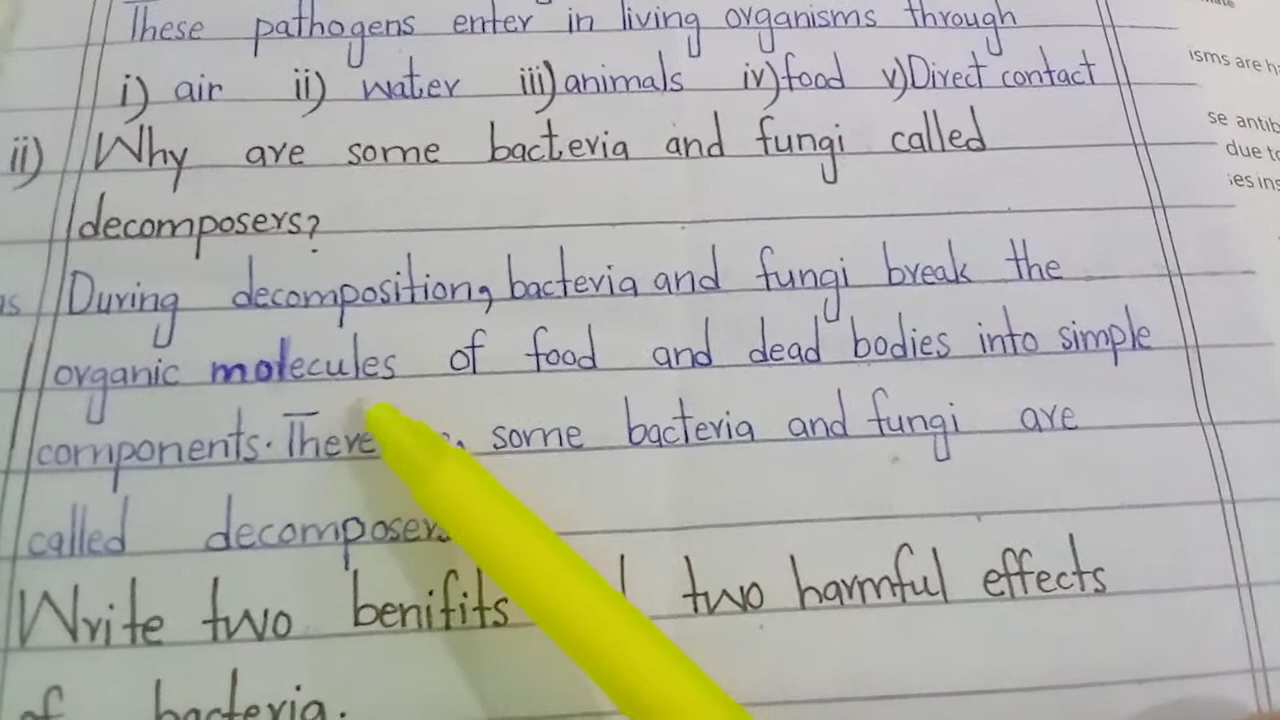 These pathogens enter in living organisms through
i) air ii) water iii) animals iv) food v) Direct contact
ii) Why are some bacteria and fungi called
decomposers?
During decomposition, bacteria and fungi break the
organic molecules of food and dead bodies into simple
components. There some bacteria and fungi are
called decomposers
Write two benifits two harmful effects
of bacteria.
isms are ha
se antib
due to
ies ins